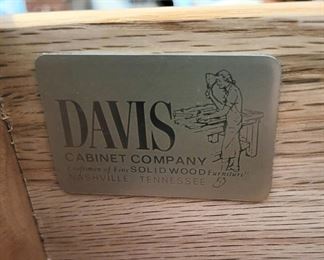 DAVIS
CABINET COMPANY
Craftsmen of Fine SOLID WOOD Furniture
NASHVILLE, TENNESSEE